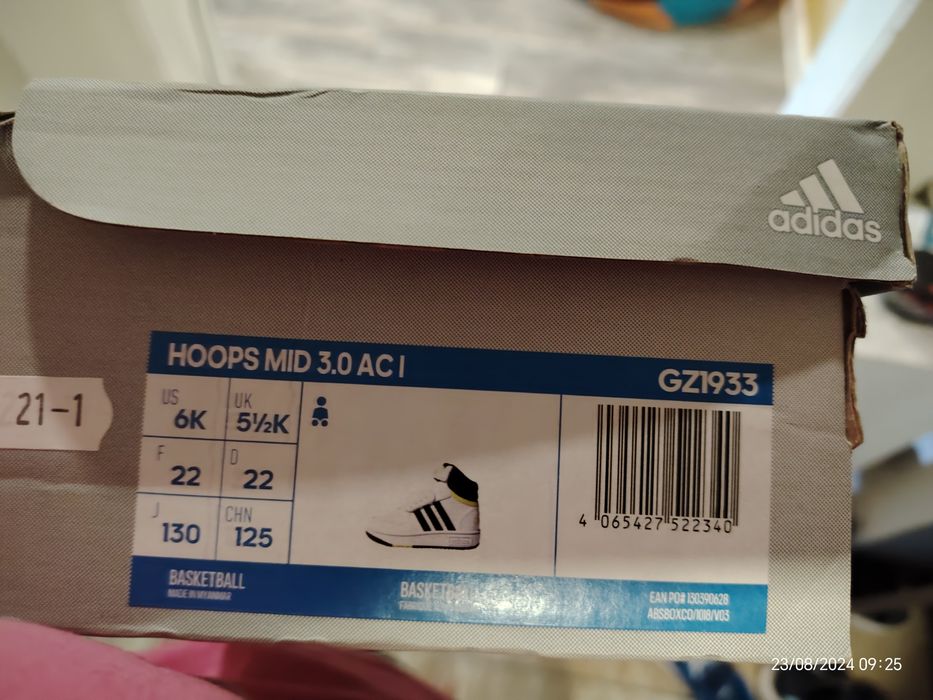 adidas
HOOPS MID 3.0 AC I
GZ1933
21-1
US 6K
UK 5½K
F 22
D 22
J 130
CHN 125
4 065427 522340
BASKETBALL
MADE IN MYANMAR
EAN PO# 130390628
ABSBOXCO/1018/V03
23/08/2024 09:25